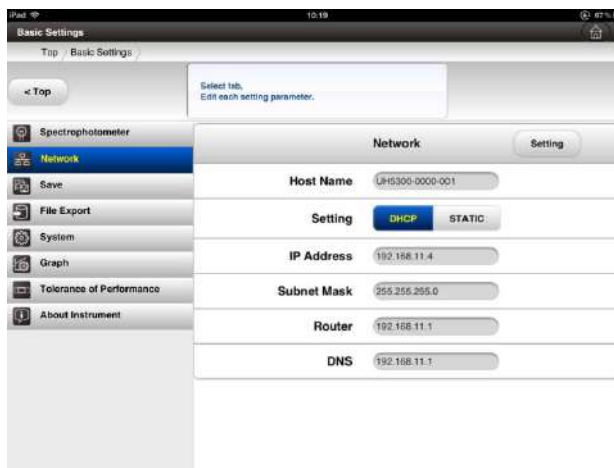 iPad
10:19
67%
Basic Settings
Top
Basic Settings
< Top
Select tab,
Edit each setting parameter.
Spectrophotometer
Network
Save
File Export
System
Graph
Tolerance of Performance
About Instrument
Network
Setting
Host Name
UH5300-0000-001
Setting
DHCP
STATIC
IP Address
192.168.11.4
Subnet Mask
255.255.255.0
Router
192.168.11.1
DNS
192.168.11.1